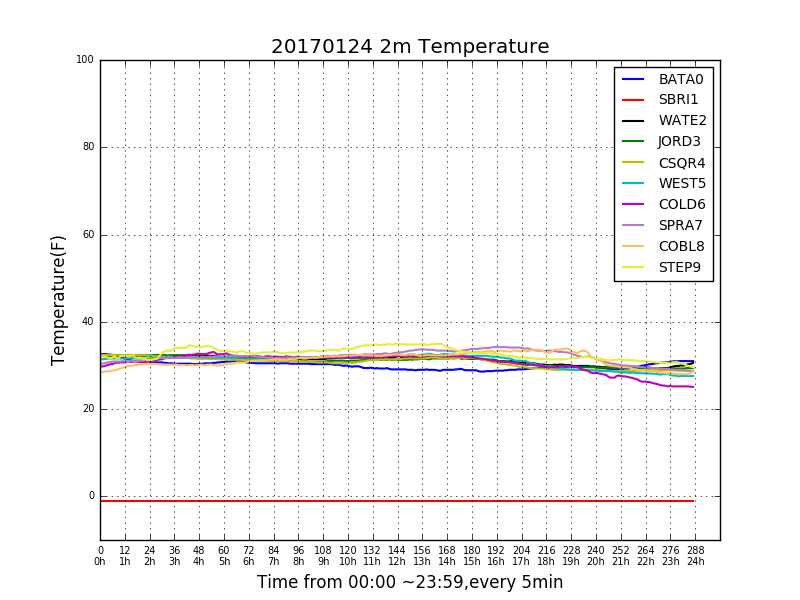 20170124 2m Temperature
100
80
60
40
20
0
Temperature(F)
BATA0
SBRI1
WATE2
JORD3
CSQR4
WEST5
COLD6
SPRA7
COBL8
STEP9
0 12 24 36 48 60 72 84 96 108 120 132 144 156 168 180 192 204 216 228 240 252 264 276 288
0h 1h 2h 3h 4h 5h 6h 7h 8h 9h 10h 11h 12h 13h 14h 15h 16h 17h 18h 19h 20h 21h 22h 23h 24h
Time from 00:00 ~23:59,every 5min